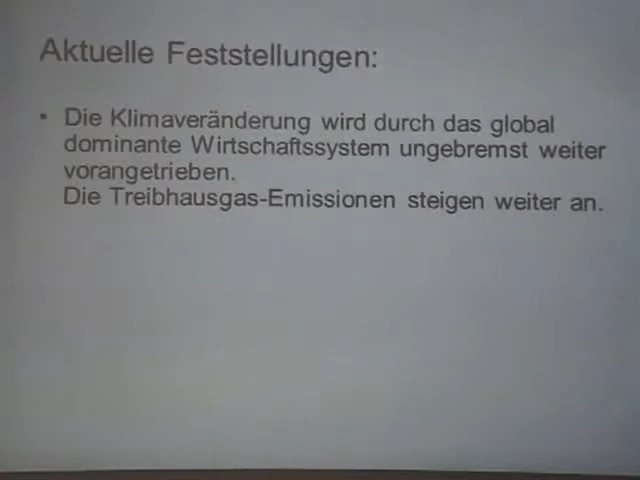 Aktuelle Feststellungen:
• Die Klimaveränderung wird durch das global
dominante Wirtschaftssystem ungebremst weiter
vorangetrieben.
Die Treibhausgas-Emissionen steigen weiter an.